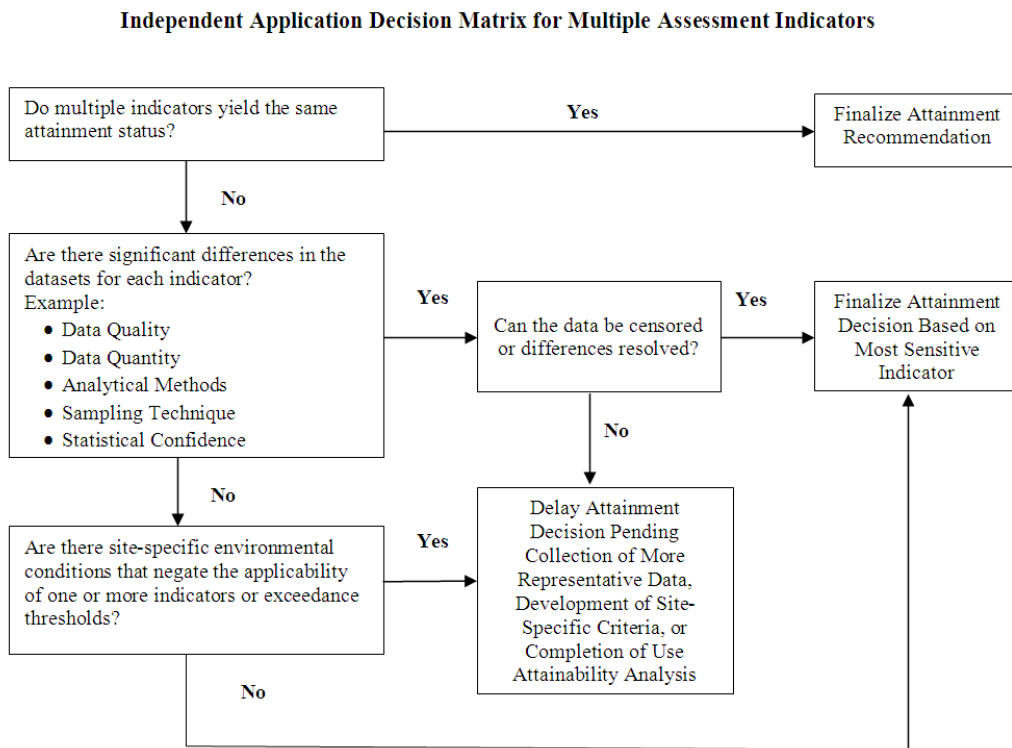 Independent Application Decision Matrix for Multiple Assessment Indicators
Do multiple indicators yield the same
attainment status?
Yes
Finalize Attainment
Recommendation
No
Are there significant differences in the
datasets for each indicator?
Example:
● Data Quality
● Data Quantity
● Analytical Methods
● Sampling Technique
● Statistical Confidence
Yes
Can the data be censored
or differences resolved?
Yes
Finalize Attainment
Decision Based on
Most Sensitive
Indicator
No
No
Are there site-specific environmental
conditions that negate the applicability
of one or more indicators or exceedance
thresholds?
Yes
Delay Attainment
Decision Pending
Collection of More
Representative Data,
Development of Site-
Specific Criteria, or
Completion of Use
Attainability Analysis
No